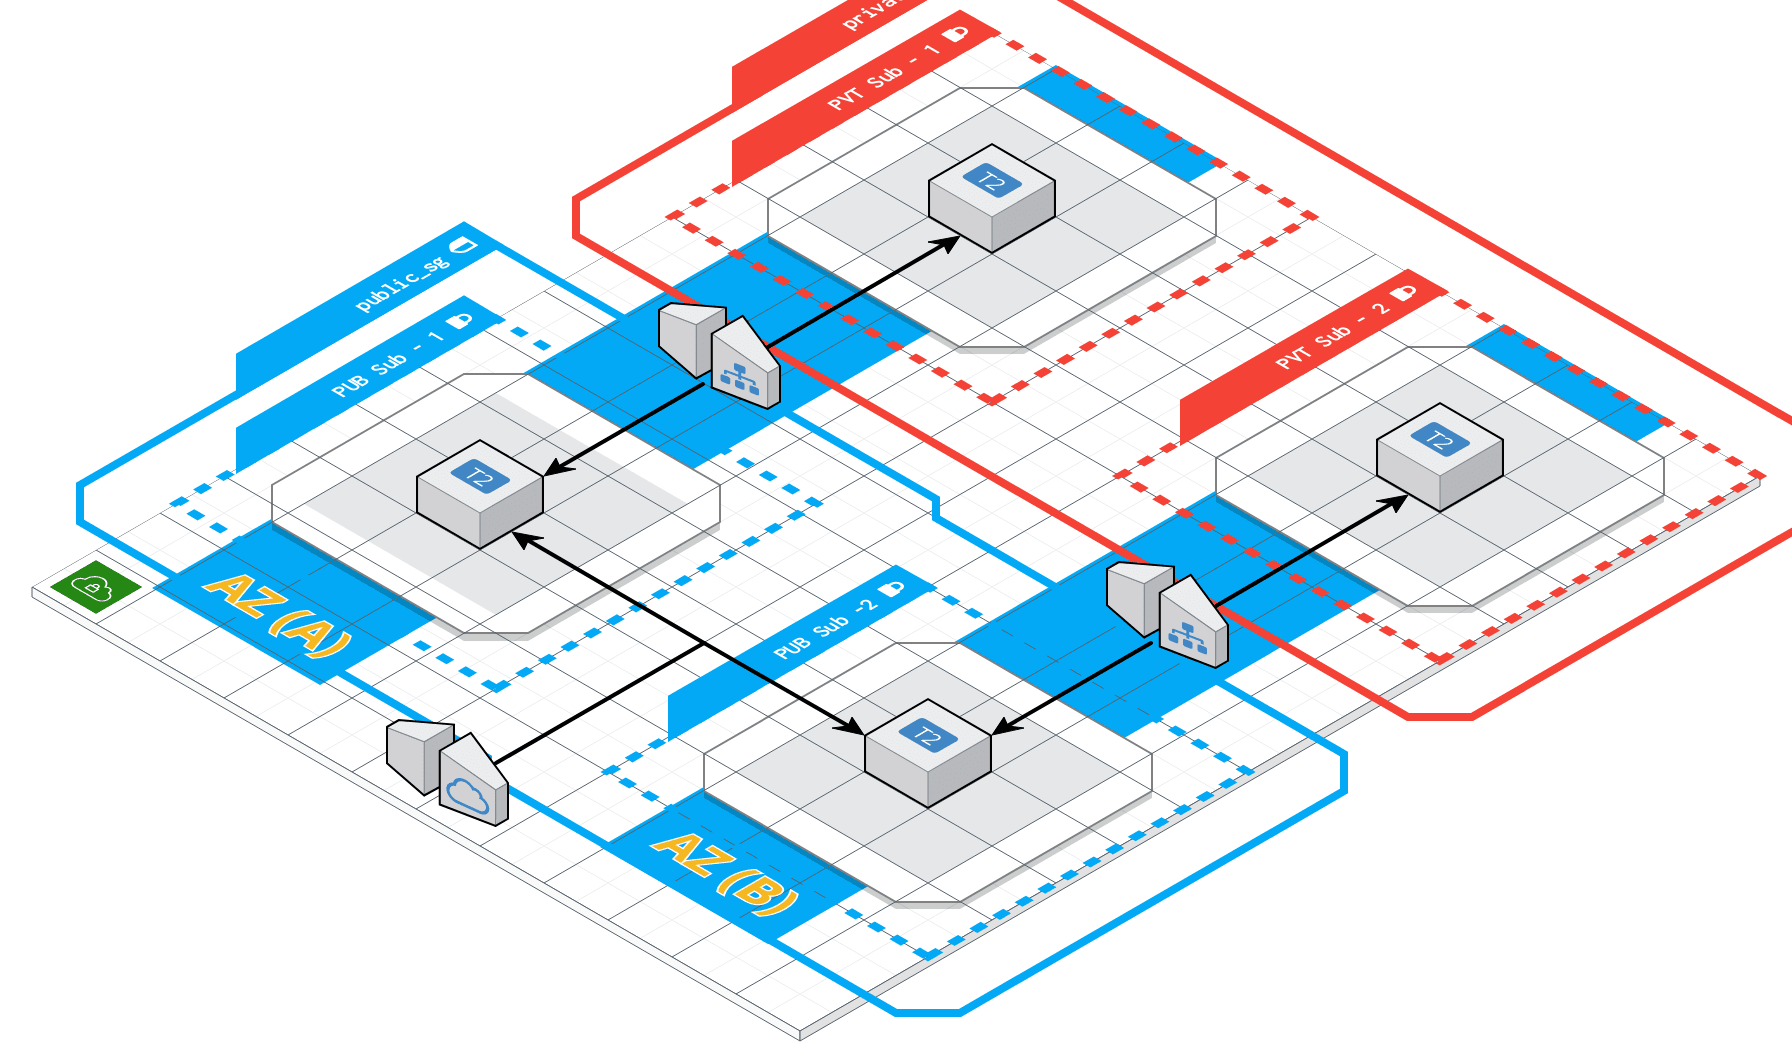 PVT Sub - 1
T2
public_sg
PUB Sub - 1
PVT Sub - 2
T2
T2
AZ (A)
PUB Sub -2
T2
AZ (B)